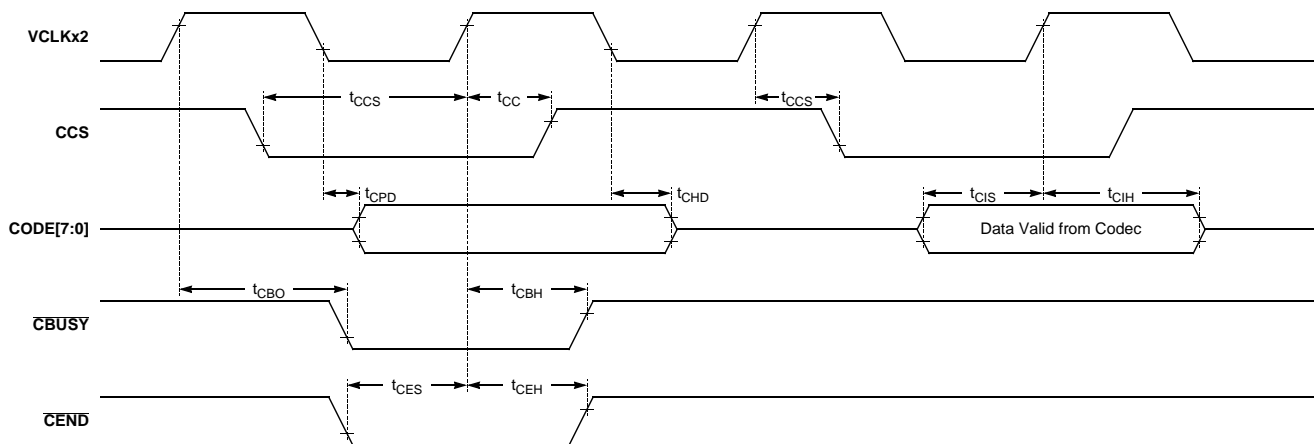 VCLKx2
tCCS tCC tCCS
CCS
tCPD tCHD tCIS tCIH
CODE[7:0] Data Valid from Codec
tCBO tCBH
CBUSY
tCES tCEH
CEND